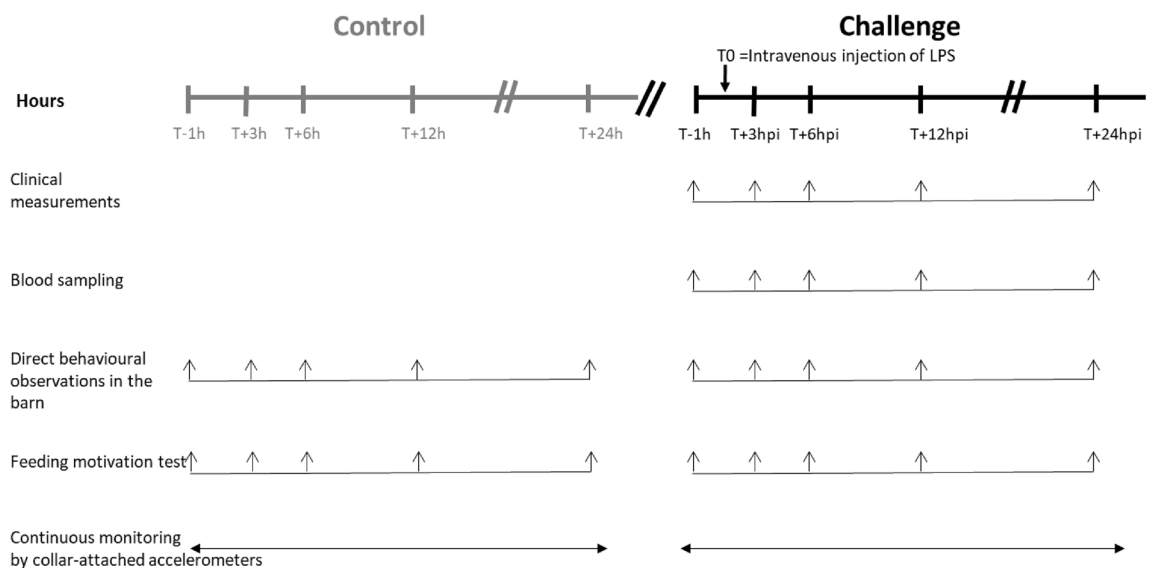 Control
Challenge
T0 =Intravenous injection of LPS
Hours
T-1h T+3h T+6h T+12h T+24h T-1h T+3hpi T+6hpi T+12hpi T+24hpi
Clinical
measurements
Blood sampling
Direct behavioural
observations in the
barn
Feeding motivation test
Continuous monitoring
by collar-attached accelerometers